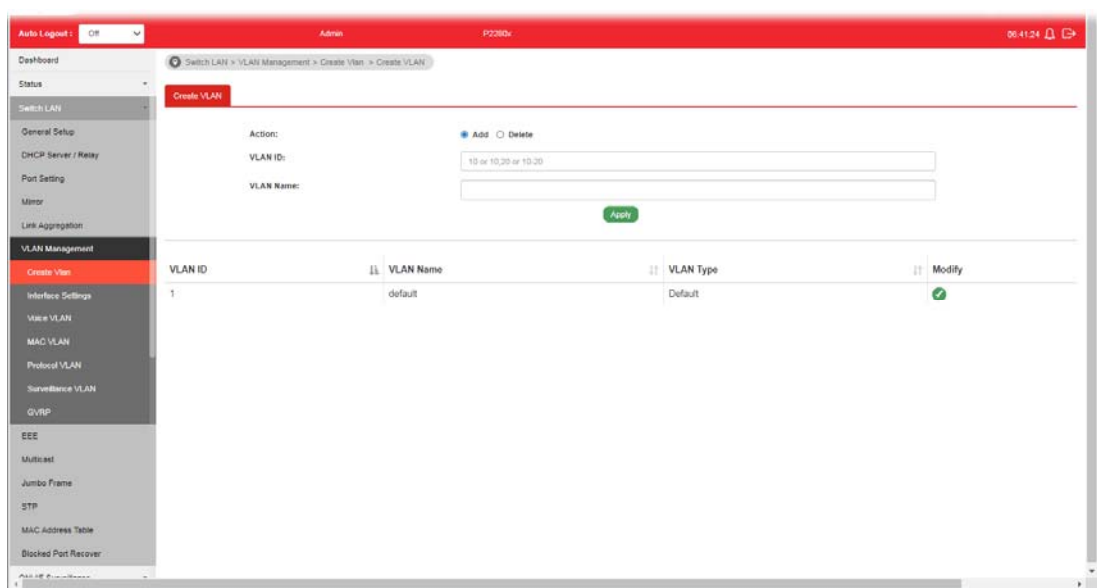 Auto Logout : Off Admin P2280x 06:41:24
Dashboard
Switch LAN > VLAN Management > Create Vlan > Create VLAN
Status
Create VLAN
Switch LAN
General Setup
Action: Add Delete
DHCP Server / Relay
VLAN ID: 10 or 10,20 or 10-20
Port Setting
VLAN Name:
Mirror
Apply
Link Aggregation
VLAN Management
Create Vlan
VLAN ID VLAN Name VLAN Type Modify
Interface Settings
1 default Default
Voice VLAN
MAC VLAN
Protocol VLAN
Surveillance VLAN
GVRP
EEE
Multicast
Jumbo Frame
STP
MAC Address Table
Blocked Port Recover